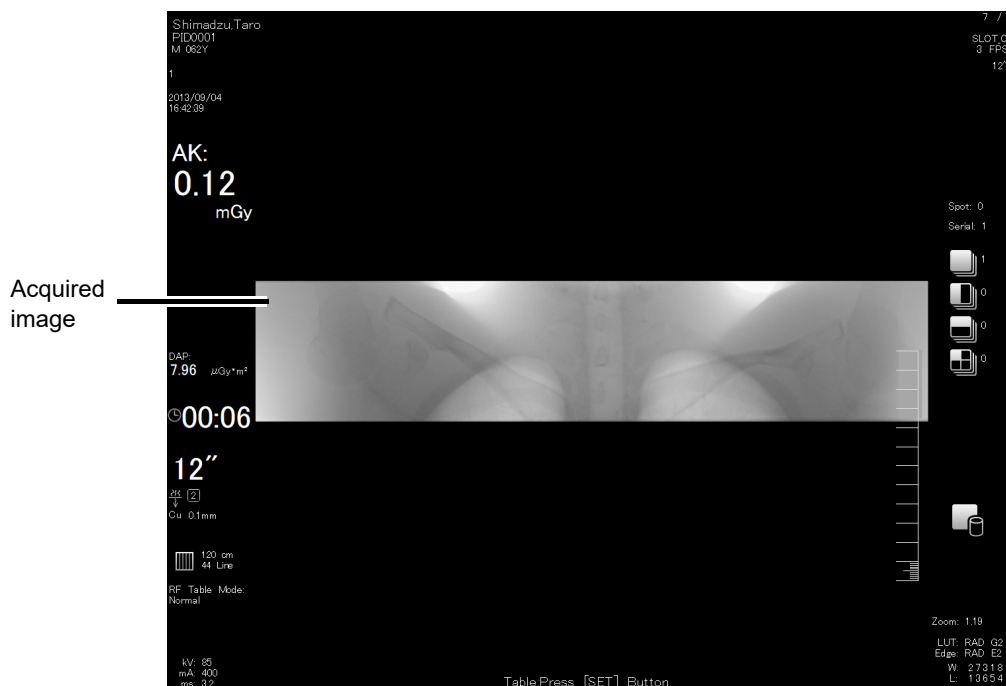 Shimadzu,Taro
PID0001
M 062Y
1
2013/09/04
16:42:39
AK:
0.12
mGy
Acquired
image
DAP:
7.96 μGy*m²
00:06
12″
2
Cu 0.1mm
120 cm
44 Line
RF Table Mode:
Normal
kV: 85
mA: 400
ms: 3.2
Table Press [SET] Button
7 /
SLOT_
3 FPS
12″
Spot: 0
Serial: 1
1
0
0
0
Zoom: 1.19
LUT: RAD G2
Edge: RAD E2
W: 27318
L: 13654